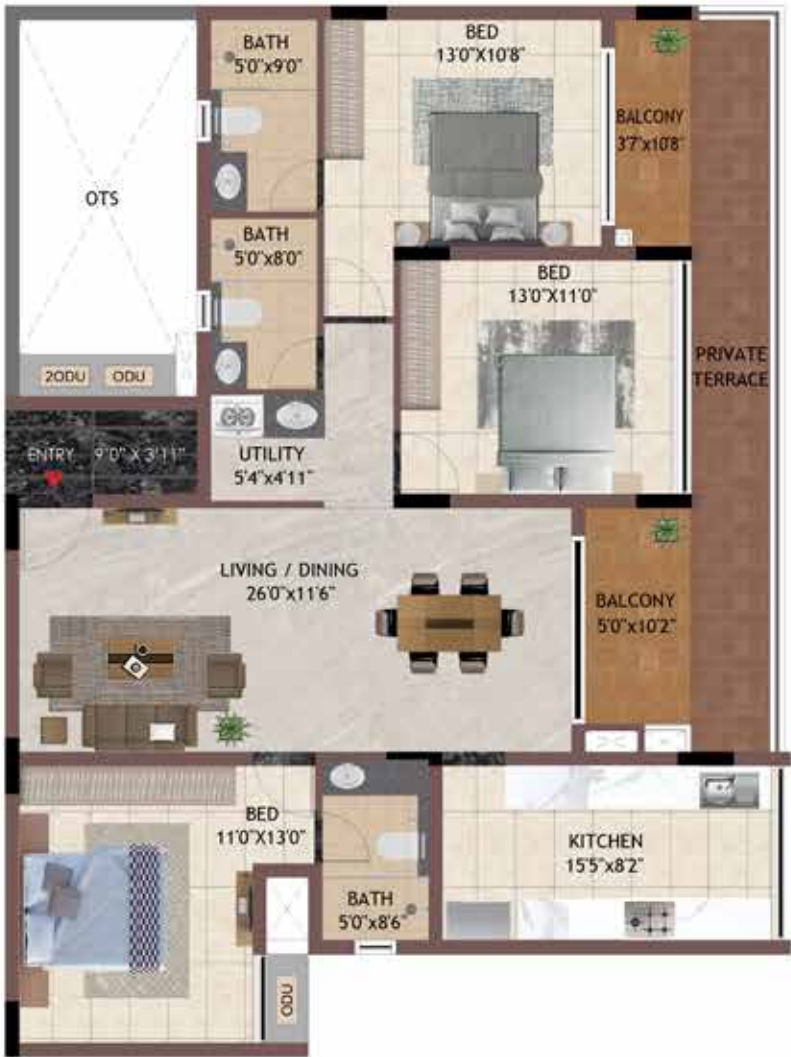 BATH
5'0"x9'0"
BED
13'0"X10'8"
BALCONY
3'7"x10'8"
OTS
BATH
5'0"x8'0"
BED
13'0"X11'0"
PRIVATE
TERRACE
2ODU
ODU
ENTRY
9'0" X 3'11"
UTILITY
5'4"x4'11"
LIVING / DINING
26'0"x11'6"
BALCONY
5'0"x10'2"
BED
11'0"X13'0"
KITCHEN
15'5"x8'2"
BATH
5'0"x8'6"
ODU